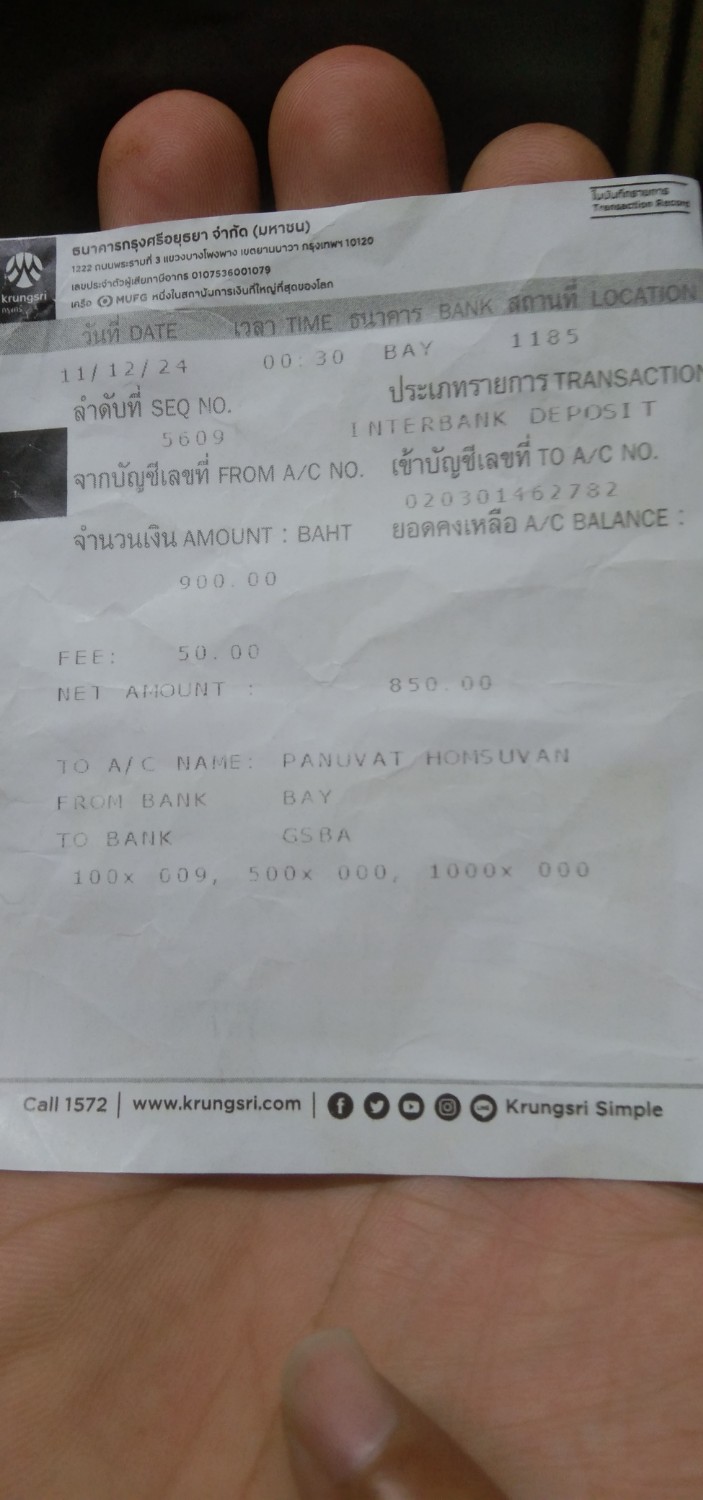 ใบบันทึกรายการ
Transaction Record
krungsri
กรุงศรี
ธนาคารกรุงศรีอยุธยา จำกัด (มหาชน)
1222 ถนนพระรามที่ 3 แขวงบางโพงพาง เขตยานนาวา กรุงเทพฯ 10120
เลขประจำตัวผู้เสียภาษีอากร 0107536001079
เครือ MUFG หนึ่งในสถาบันการเงินที่ใหญ่ที่สุดของโลก
วันที่ DATE เวลา TIME ธนาคาร BANK สถานที่ LOCATION
11/12/24 00:30 BAY 1185
ลำดับที่ SEQ NO. ประเภทรายการ TRANSACTION
5609 INTERBANK DEPOSIT
จากบัญชีเลขที่ FROM A/C NO. เข้าบัญชีเลขที่ TO A/C NO.
020301462782
จำนวนเงิน AMOUNT : BAHT ยอดคงเหลือ A/C BALANCE :
900.00
FEE: 50.00
NET AMOUNT : 850.00
TO A/C NAME: PANUVAT HOMSUVAN
FROM BANK BAY
TO BANK GSBA
100x 009, 500x 000, 1000x 000
Call 1572 | www.krungsri.com | Krungsri Simple